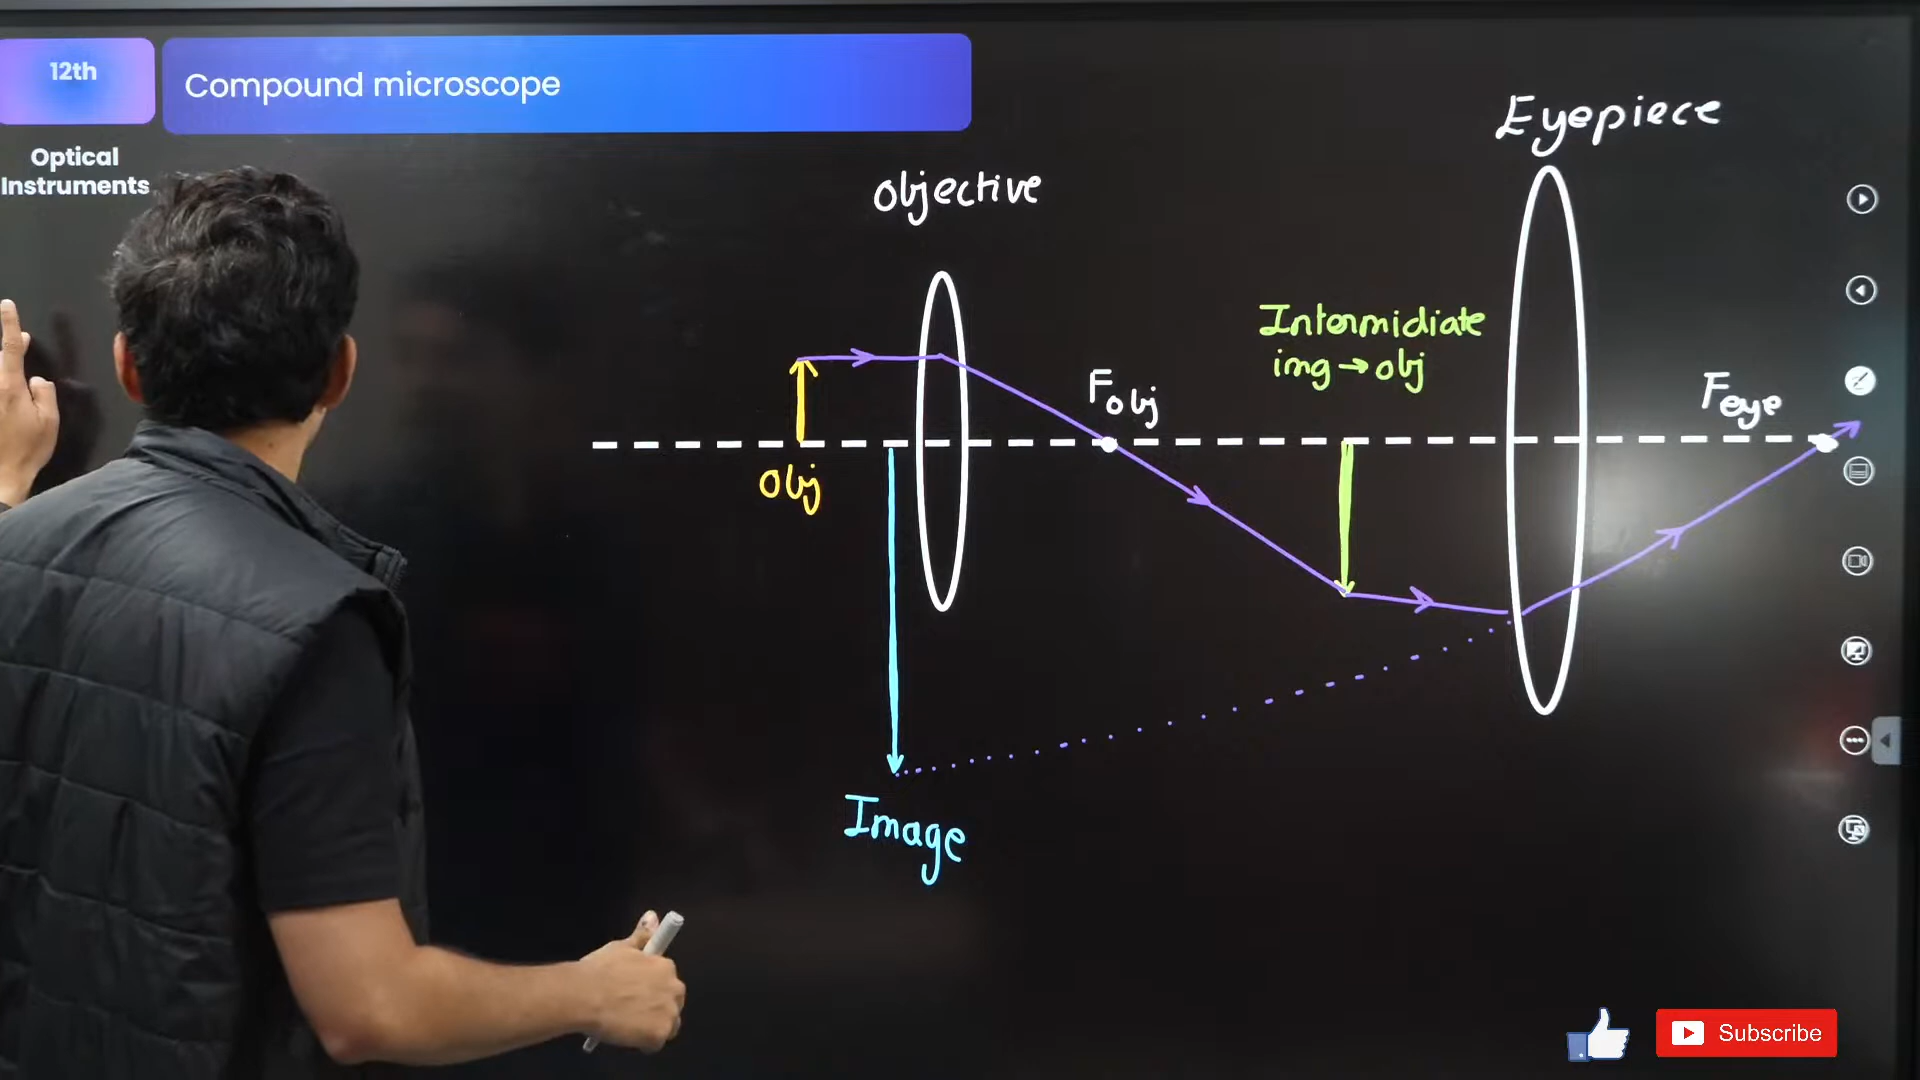 12th
Compound microscope
Optical
Instruments
Objective
Eyepiece
Intermidiate
img → obj
Fobj
Feye
Obj
Image
Subscribe